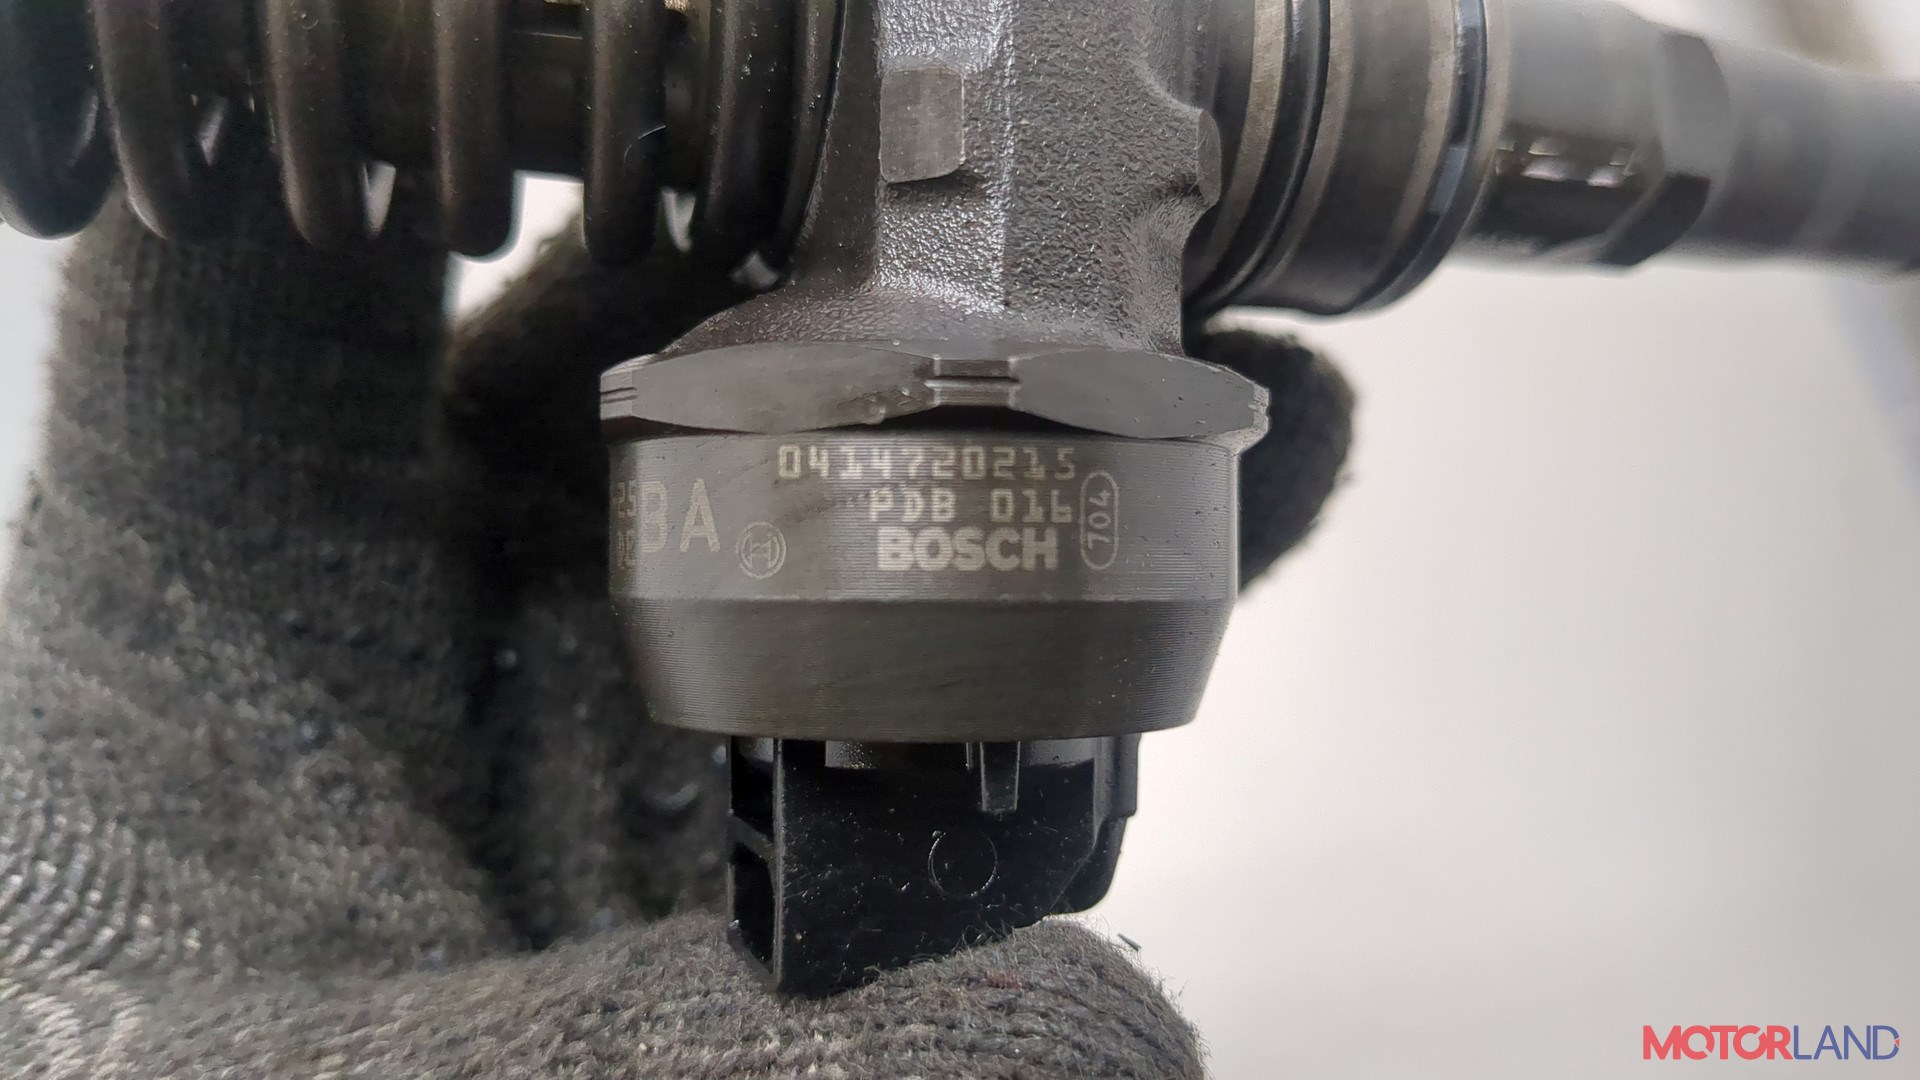 0414720215
PDB 016
704
BA
BOSCH
MOTORLAND